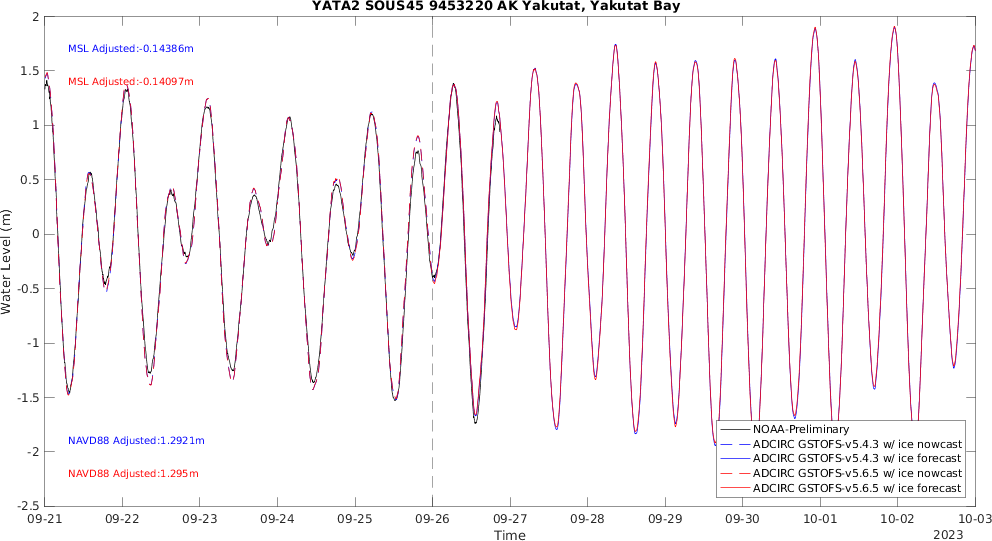 YATA2 SOUS45 9453220 AK Yakutat, Yakutat Bay
2
1.5
1
0.5
0
-0.5
-1
-1.5
-2
-2.5
Water Level (m)
MSL Adjusted:-0.14386m
MSL Adjusted:-0.14097m
NAVD88 Adjusted:1.2921m
NAVD88 Adjusted:1.295m
NOAA-Preliminary
ADCIRC GSTOFS-v5.4.3 w/ ice nowcast
ADCIRC GSTOFS-v5.4.3 w/ ice forecast
ADCIRC GSTOFS-v5.6.5 w/ ice nowcast
ADCIRC GSTOFS-v5.6.5 w/ ice forecast
09-21 09-22 09-23 09-24 09-25 09-26 09-27 09-28 09-29 09-30 10-01 10-02 10-03
Time
2023